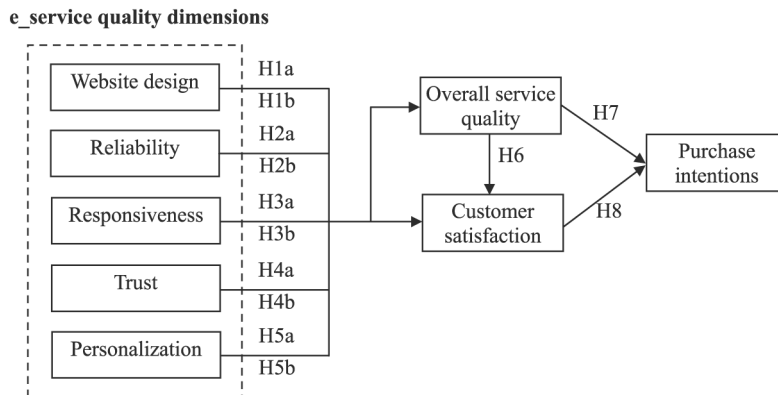 e_service quality dimensions
Website design
H1a
H1b
Reliability
H2a
H2b
Responsiveness
H3a
H3b
Trust
H4a
H4b
Personalization
H5a
H5b
Overall service
quality
H6
Customer
satisfaction
H7
H8
Purchase
intentions